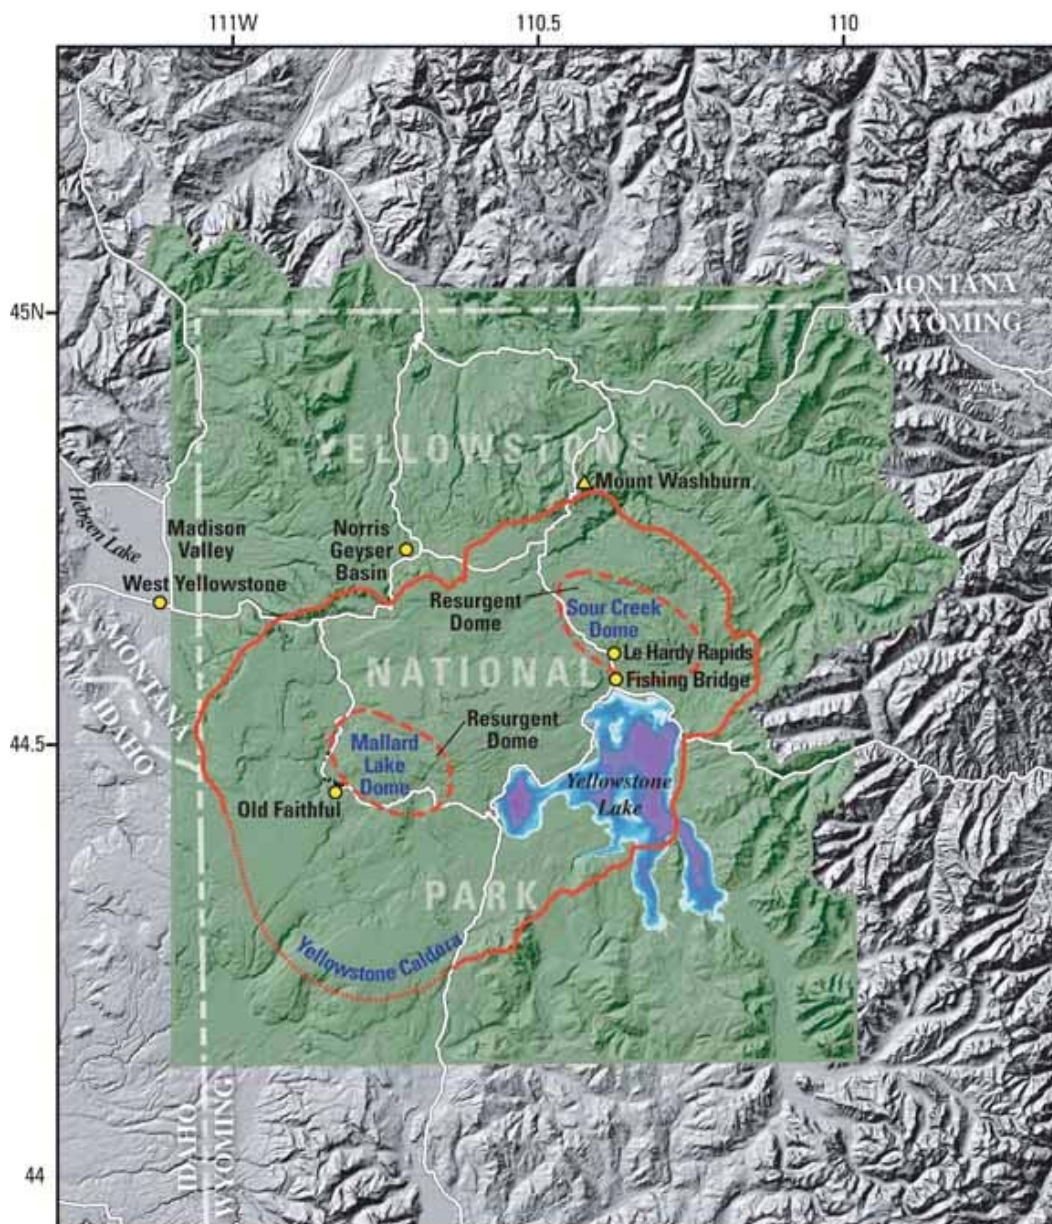 111W
110.5
110
45N
44.5
44
MONTANA
WYOMING
YELLOWSTONE
Mount Washburn
Hebgen Lake
Madison
Valley
Norris
Geyser
Basin
West Yellowstone
Resurgent
Dome
Sour Creek
Dome
Le Hardy Rapids
Fishing Bridge
MONTANA
IDAHO
NATIONAL
Resurgent
Dome
Mallard
Lake
Dome
Old Faithful
Yellowstone
Lake
PARK
Yellowstone Caldera
IDAHO
WYOMING